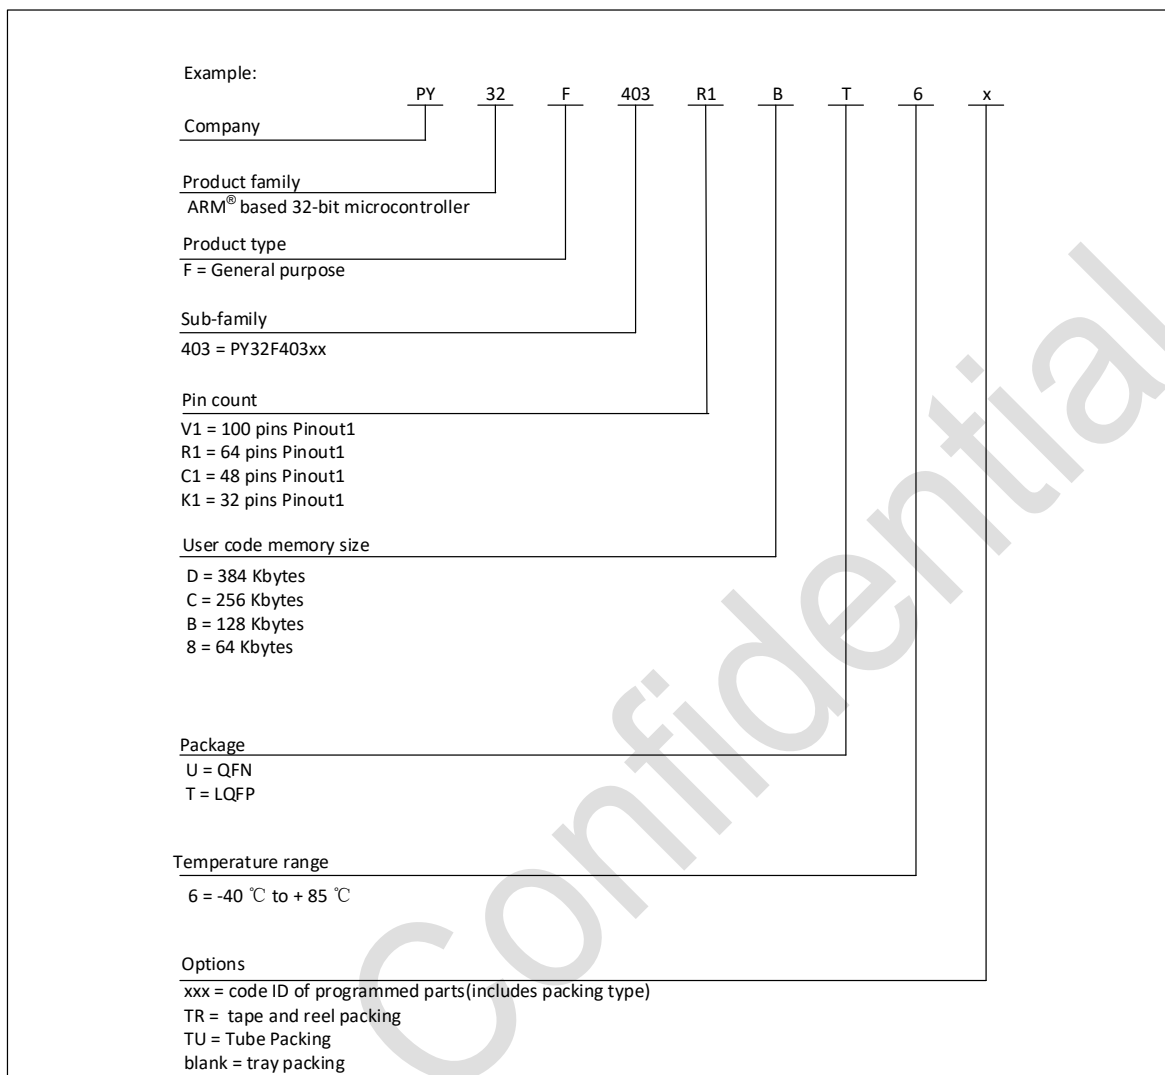 Example:
PY 32 F 403 R1 B T 6 x
Company
Product family
ARM® based 32-bit microcontroller
Product type
F = General purpose
Sub-family
403 = PY32F403xx
Pin count
V1 = 100 pins Pinout1
R1 = 64 pins Pinout1
C1 = 48 pins Pinout1
K1 = 32 pins Pinout1
User code memory size
D = 384 Kbytes
C = 256 Kbytes
B = 128 Kbytes
8 = 64 Kbytes
Package
U = QFN
T = LQFP
Temperature range
6 = -40 ℃ to + 85 ℃
Options
xxx = code ID of programmed parts(includes packing type)
TR = tape and reel packing
TU = Tube Packing
blank = tray packing
Confidential